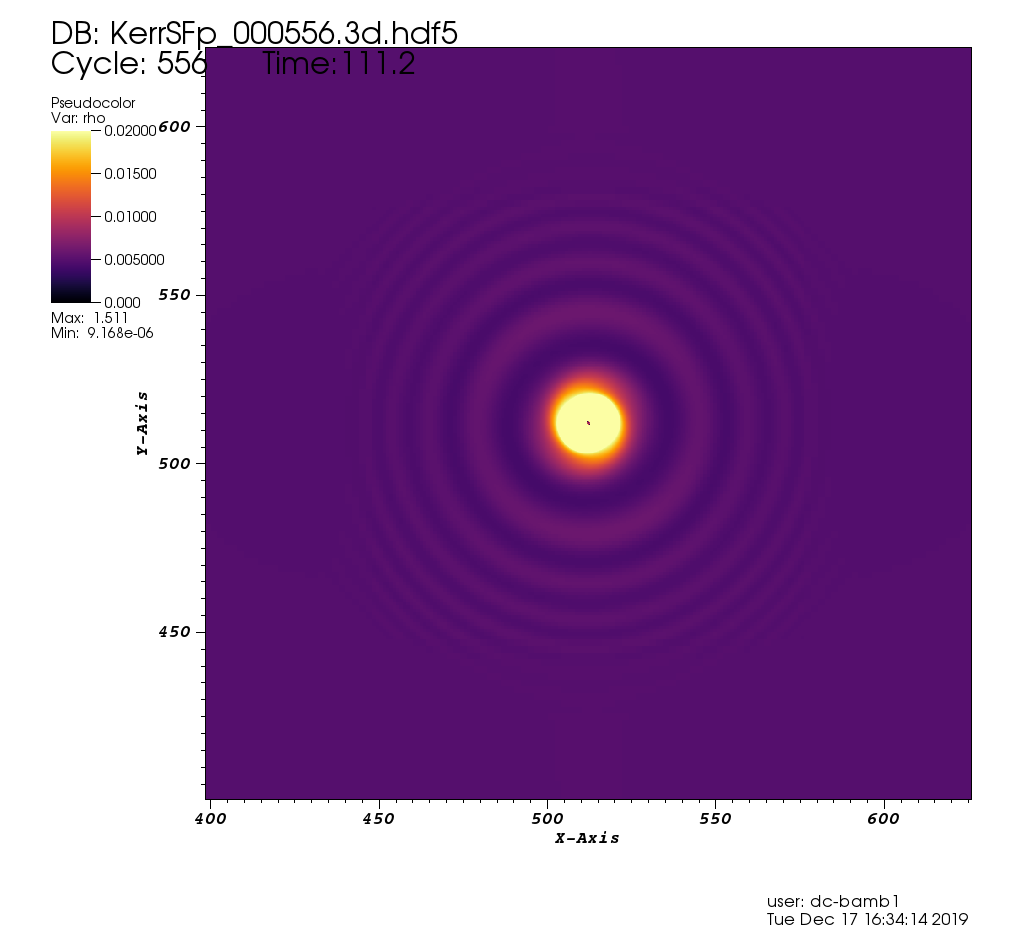 DB: KerrSFp_000556.3d.hdf5
Cycle: 556 Time:111.2
Pseudocolor
Var: rho
0.02000
0.01500
0.01000
0.005000
0.000
Max: 1.511
Min: 9.168e-06
600
550
500
450
Y-Axis
400 450 500 550 600
X-Axis
user: dc-bamb1
Tue Dec 17 16:34:14 2019